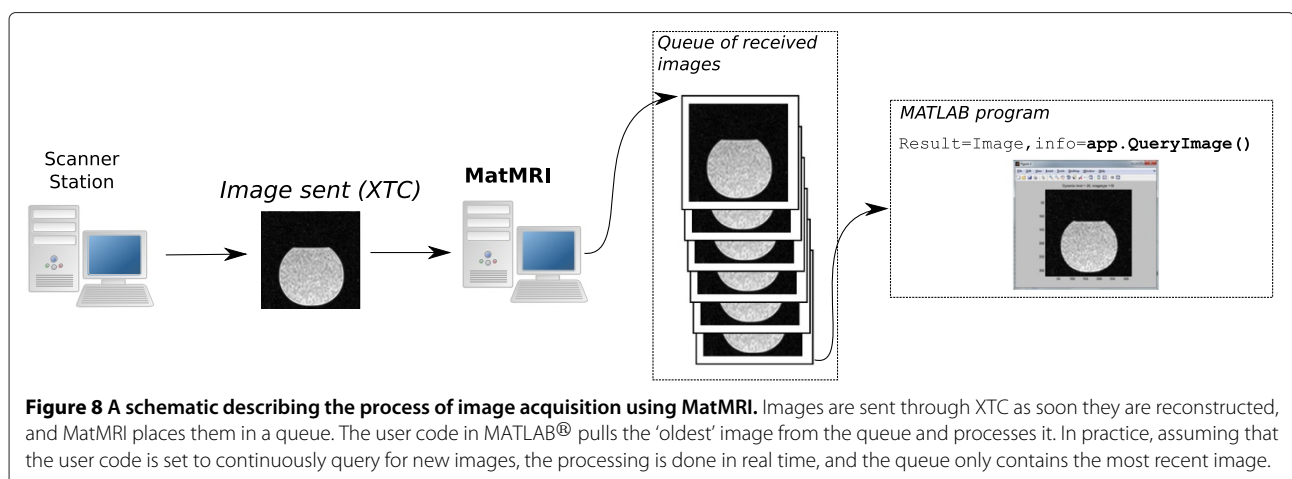 Scanner
Station
Image sent (XTC)
MatMRI
Queue of received
images
MATLAB program
Result=Image,info=app.QueryImage()
Figure 8 A schematic describing the process of image acquisition using MatMRI. Images are sent through XTC as soon they are reconstructed,
and MatMRI places them in a queue. The user code in MATLAB® pulls the ‘oldest’ image from the queue and processes it. In practice, assuming that
the user code is set to continuously query for new images, the processing is done in real time, and the queue only contains the most recent image.